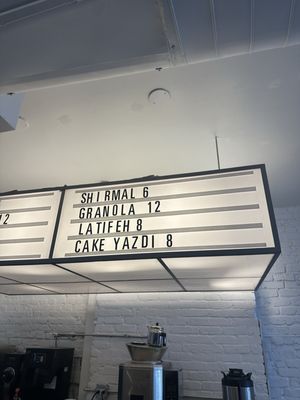 SHIRMAL 6
GRANOLA 12
LATIFEH 8
CAKE YAZDI 8